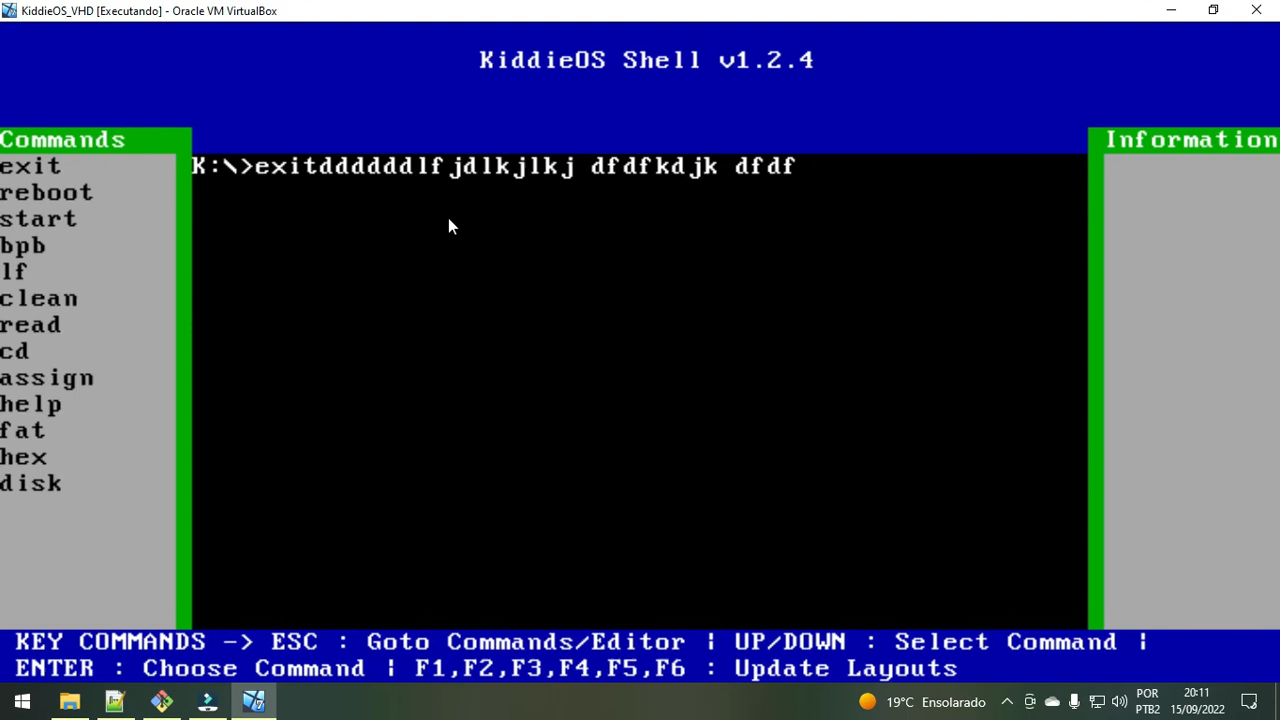 KiddieOS_VHD [Executando] - Oracle VM VirtualBox
KiddieOS Shell v1.2.4
Commands
Information
exit
K:\>exitddddddlfjdlkjlkj dfdfkdjk dfdf
reboot
start
bpb
lf
clean
read
cd
assign
help
fat
hex
disk
KEY COMMANDS -> ESC : Goto Commands/Editor | UP/DOWN : Select Command |
ENTER : Choose Command | F1,F2,F3,F4,F5,F6 : Update Layouts
19°C Ensolarado
POR
PTB2
20:11
15/09/2022